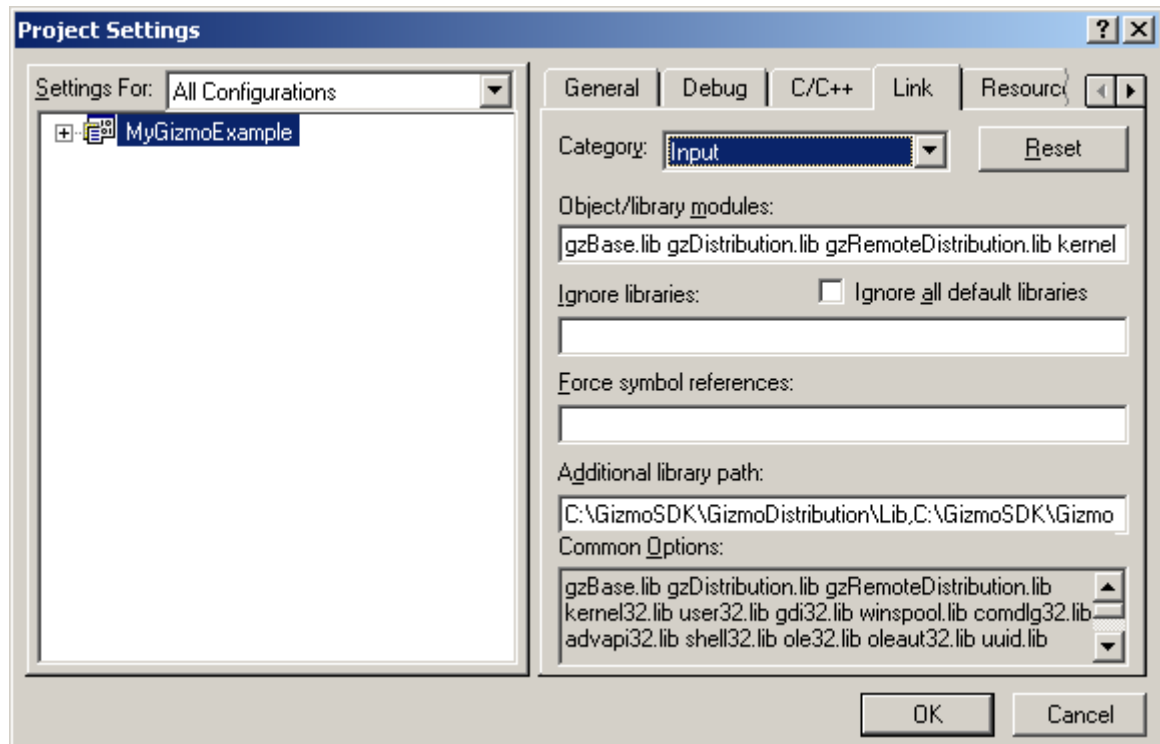 Project Settings
Settings For: All Configurations
MyGizmoExample
General Debug C/C++ Link Resourc
Category: Input Reset
Object/library modules:
gzBase.lib gzDistribution.lib gzRemoteDistribution.lib kernel
Ignore libraries: Ignore all default libraries
Force symbol references:
Additional library path:
C:\GizmoSDK\GizmoDistribution\Lib,C:\GizmoSDK\Gizmo
Common Options:
gzBase.lib gzDistribution.lib gzRemoteDistribution.lib
kernel32.lib user32.lib gdi32.lib winspool.lib comdlg32.lib
advapi32.lib shell32.lib ole32.lib oleaut32.lib uuid.lib
OK Cancel